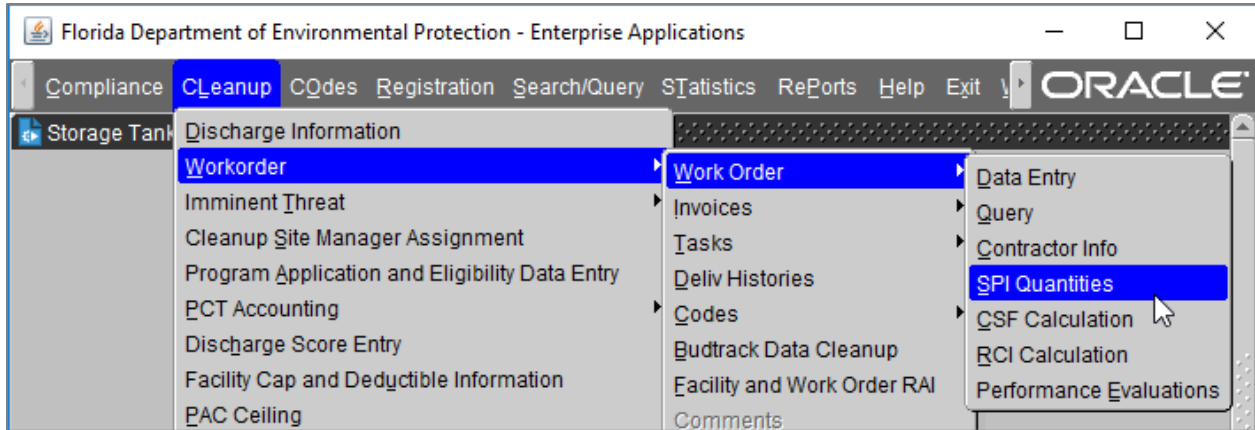 Florida Department of Environmental Protection - Enterprise Applications
Compliance CLeanup COdes Registration Search/Query STatistics RePorts Help Exit ORACLE
Storage Tank
Discharge Information
Workorder
Imminent Threat
Cleanup Site Manager Assignment
Program Application and Eligibility Data Entry
PCT Accounting
Discharge Score Entry
Facility Cap and Deductible Information
PAC Ceiling
Work Order
Invoices
Tasks
Deliv Histories
Codes
Budtrack Data Cleanup
Facility and Work Order RAI
Comments
Data Entry
Query
Contractor Info
SPI Quantities
CSF Calculation
RCI Calculation
Performance Evaluations